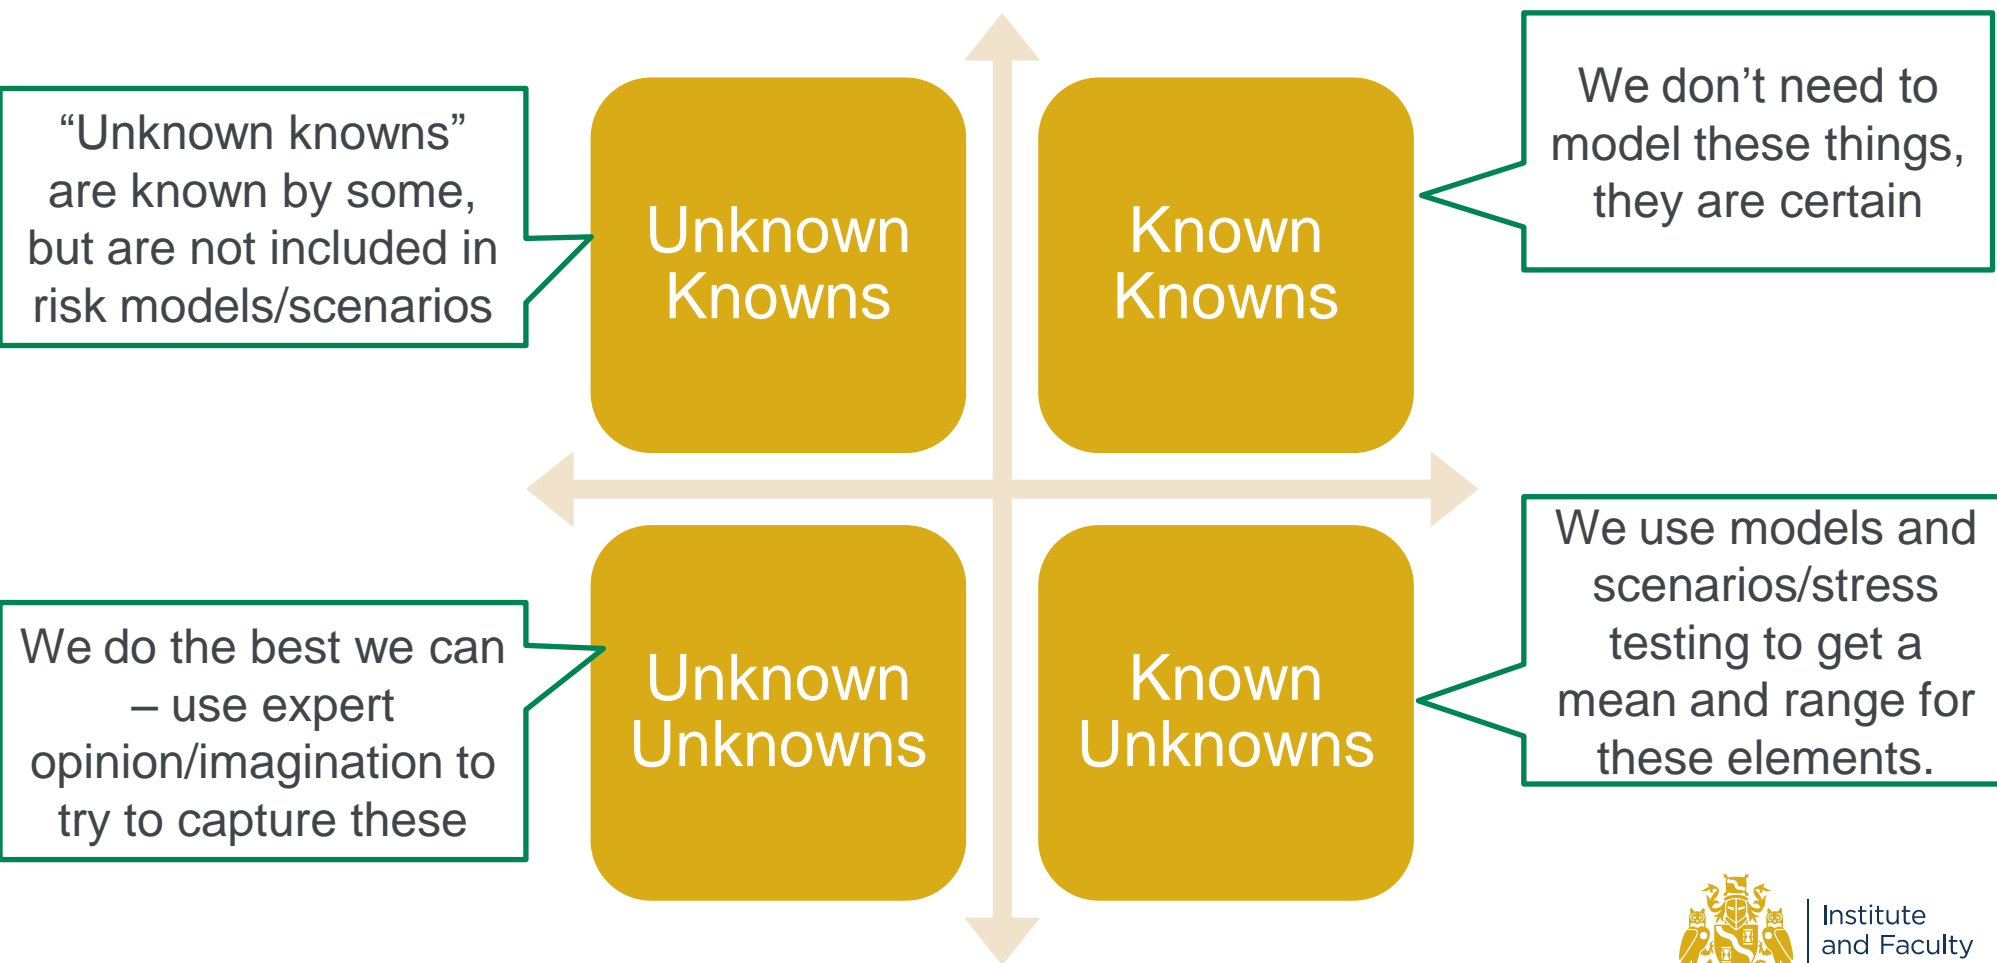 “Unknown knowns”
are known by some,
but are not included in
risk models/scenarios
Unknown
Knowns
Known
Knowns
We don’t need to
model these things,
they are certain
We do the best we can
– use expert
opinion/imagination to
try to capture these
Unknown
Unknowns
Known
Unknowns
We use models and
scenarios/stress
testing to get a
mean and range for
these elements.
Institute
and Faculty